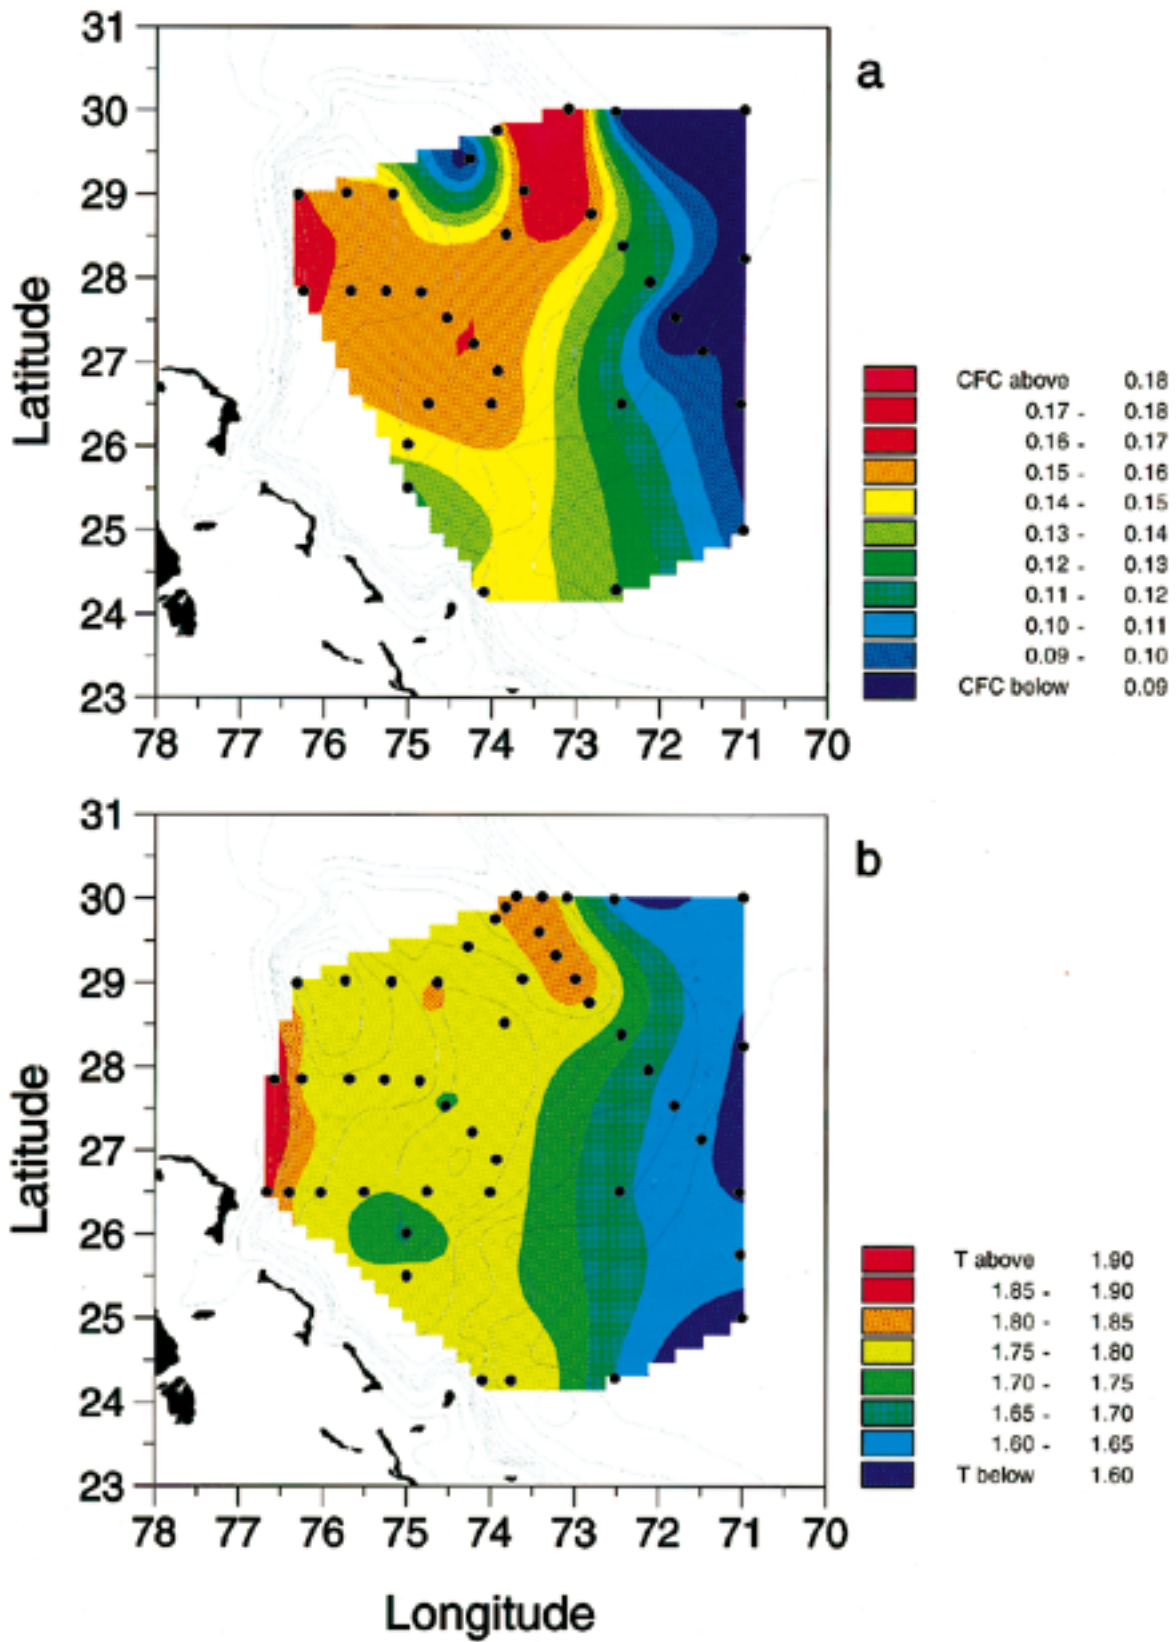 31
a
30
29
28
27
26
25
24
23
Latitude
78 77 76 75 74 73 72 71 70
CFC above 0.18
0.17 - 0.18
0.16 - 0.17
0.15 - 0.16
0.14 - 0.15
0.13 - 0.14
0.12 - 0.13
0.11 - 0.12
0.10 - 0.11
0.09 - 0.10
CFC below 0.09
31
b
30
29
28
27
26
25
24
23
Latitude
78 77 76 75 74 73 72 71 70
Longitude
T above 1.90
1.85 - 1.90
1.80 - 1.85
1.75 - 1.80
1.70 - 1.75
1.65 - 1.70
1.60 - 1.65
T below 1.60